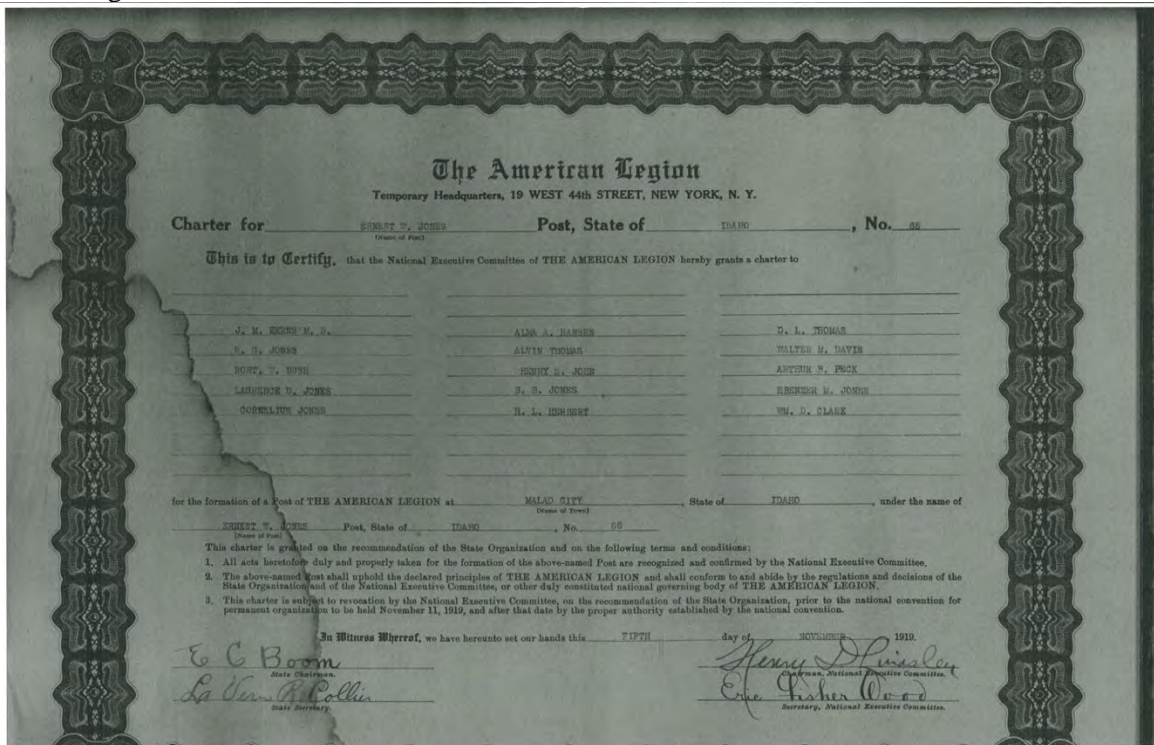 The American Legion
Temporary Headquarters, 19 WEST 44th STREET, NEW YORK, N. Y.
Charter for ERNEST W. JONES Post, State of IDAHO, No.
(Name of Post)
This is to Certify, that the National Executive Committee of THE AMERICAN LEGION hereby grants a charter to
J. M. M. D. ALMA A. D. L. THOMAS
JONES ALVIN THOMAS WALTER M. DAVIS
ROBT. BUSH HENRY JOHN ARTHUR PECK
LAWRENCE D. JONES JONES EBENEZER M. JONES
CORNELIUS JONES H. L. HERBERT WM. D. CLARK
for the formation of a Post of THE AMERICAN LEGION at MALAD CITY, State of IDAHO, under the name of
(Name of Town)
ERNEST W. JONES Post, State of IDAHO, No.
(Name of Post)
This charter is granted on the recommendation of the State Organization and on the following terms and conditions:
1. All acts heretofore duly and properly taken for the formation of the above-named Post are recognized and confirmed by the National Executive Committee.
2. The above-named Post shall uphold the declared principles of THE AMERICAN LEGION and shall conform to and abide by the regulations and decisions of the
State Organization and of the National Executive Committee, or other duly constituted national governing body of THE AMERICAN LEGION.
3. This charter is subject to revocation by the National Executive Committee, on the recommendation of the State Organization, prior to the national convention for
permanent organization to be held November 11, 1919, and after that date by the proper authority established by the national convention.
In Witness Whereof, we have hereunto set our hands this FIFTH day of NOVEMBER 1919.
E C Boom Henry D Lindsley
State Chairman. Chairman, National Executive Committee.
La Vern R. Collier Eric Fisher Wood
State Secretary. Secretary, National Executive Committee.